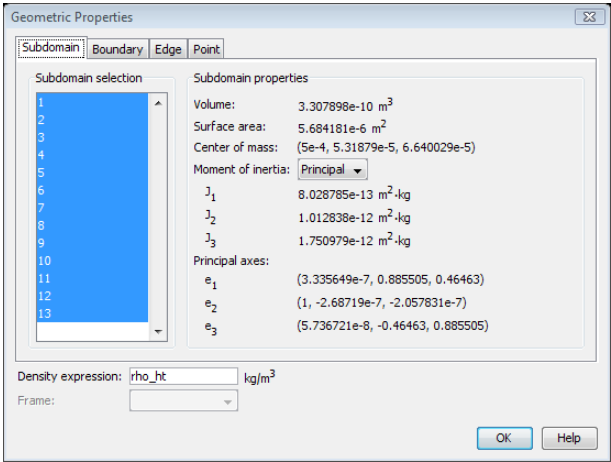 Geometric Properties
Subdomain Boundary Edge Point
Subdomain selection
1
2
3
4
5
6
7
8
9
10
11
12
13
Subdomain properties
Volume: 3.307898e-10 m³
Surface area: 5.684181e-6 m²
Center of mass: (5e-4, 5.31879e-5, 6.640029e-5)
Moment of inertia: Principal
J₁ 8.028785e-13 m²·kg
J₂ 1.012838e-12 m²·kg
J₃ 1.750979e-12 m²·kg
Principal axes:
e₁ (3.335649e-7, 0.885505, 0.46463)
e₂ (1, -2.68719e-7, -2.057831e-7)
e₃ (5.736721e-8, -0.46463, 0.885505)
Density expression: rho_ht kg/m³
Frame:
OK Help